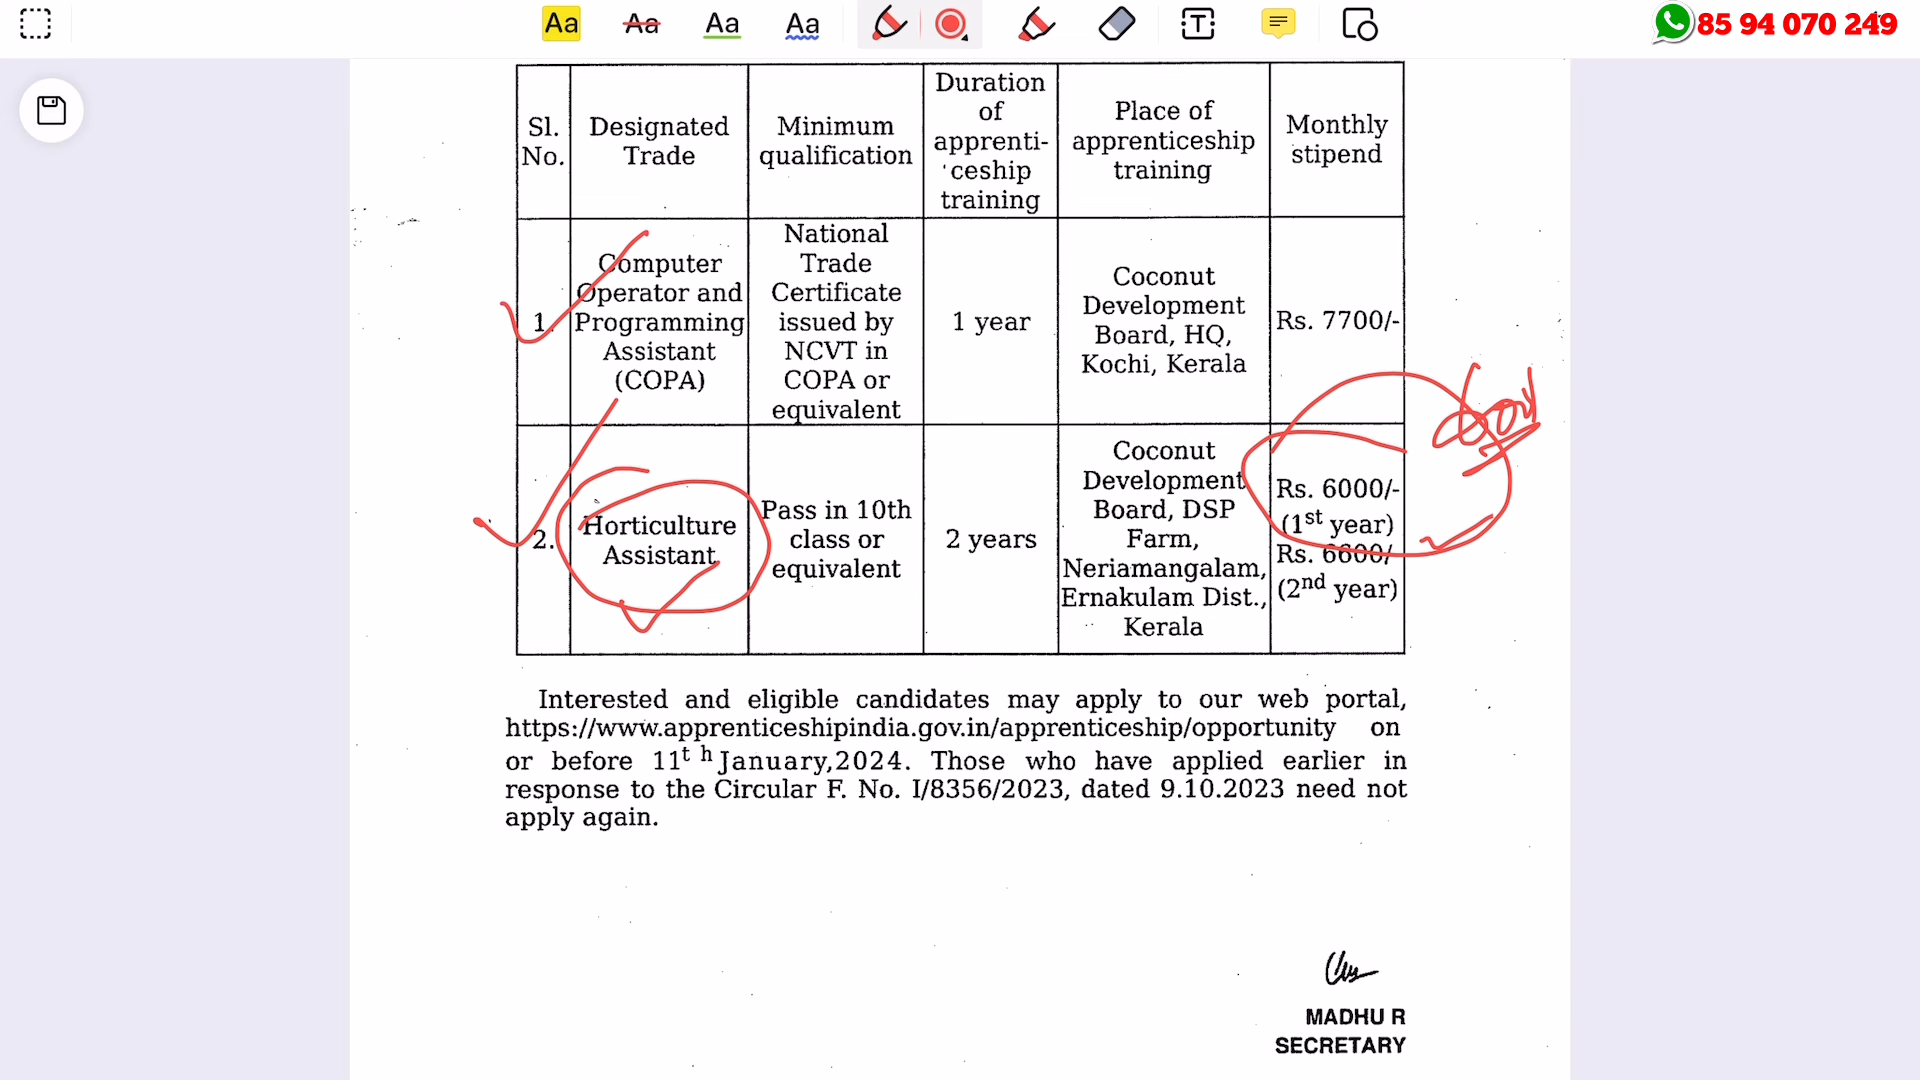 Aa Aa Aa Aa T
85 94 070 249
Sl.
No.
Designated
Trade
Minimum
qualification
Duration
of
apprenti-
ceship
training
Place of
apprenticeship
training
Monthly
stipend
1.
Computer
Operator and
Programming
Assistant
(COPA)
National
Trade
Certificate
issued by
NCVT in
COPA or
equivalent
1 year
Coconut
Development
Board, HQ,
Kochi, Kerala
Rs. 7700/-
2.
Horticulture
Assistant
Pass in 10th
class or
equivalent
2 years
Coconut
Development
Board, DSP
Farm,
Neriamangalam,
Ernakulam Dist.,
Kerala
Rs. 6000/-
(1st year)
Rs. 6600/
(2nd year)
Interested and eligible candidates may apply to our web portal,
https://www.apprenticeshipindia.gov.in/apprenticeship/opportunity on
or before 11th January,2024. Those who have applied earlier in
response to the Circular F. No. I/8356/2023, dated 9.10.2023 need not
apply again.
MADHU R
SECRETARY